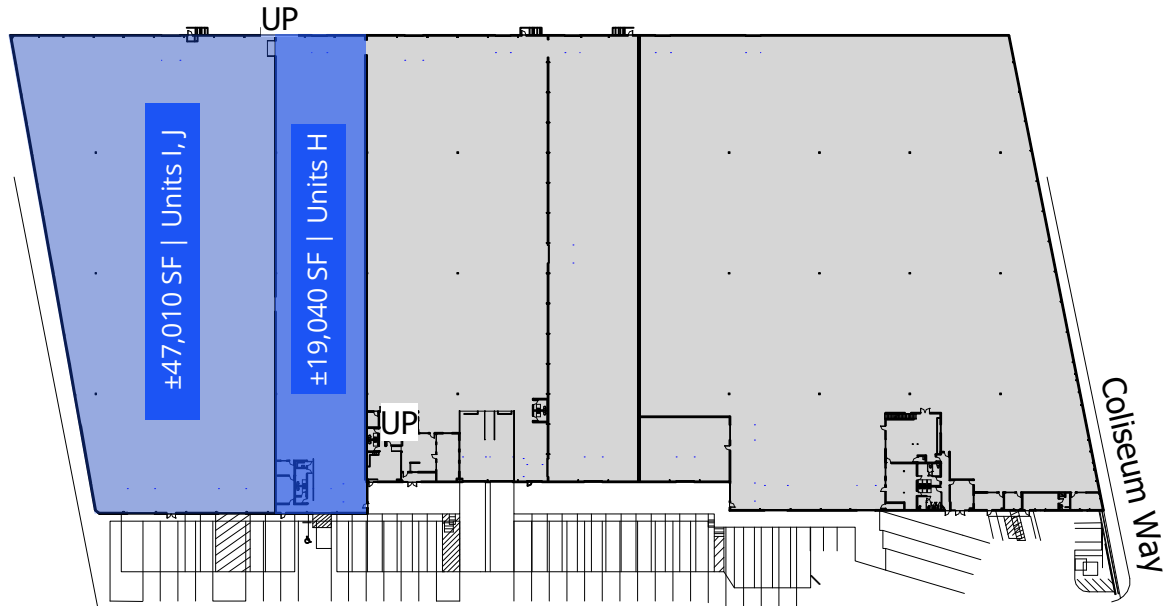 UP
±47,010 SF | Units I, J
±19,040 SF | Units H
UP
Coliseum Way